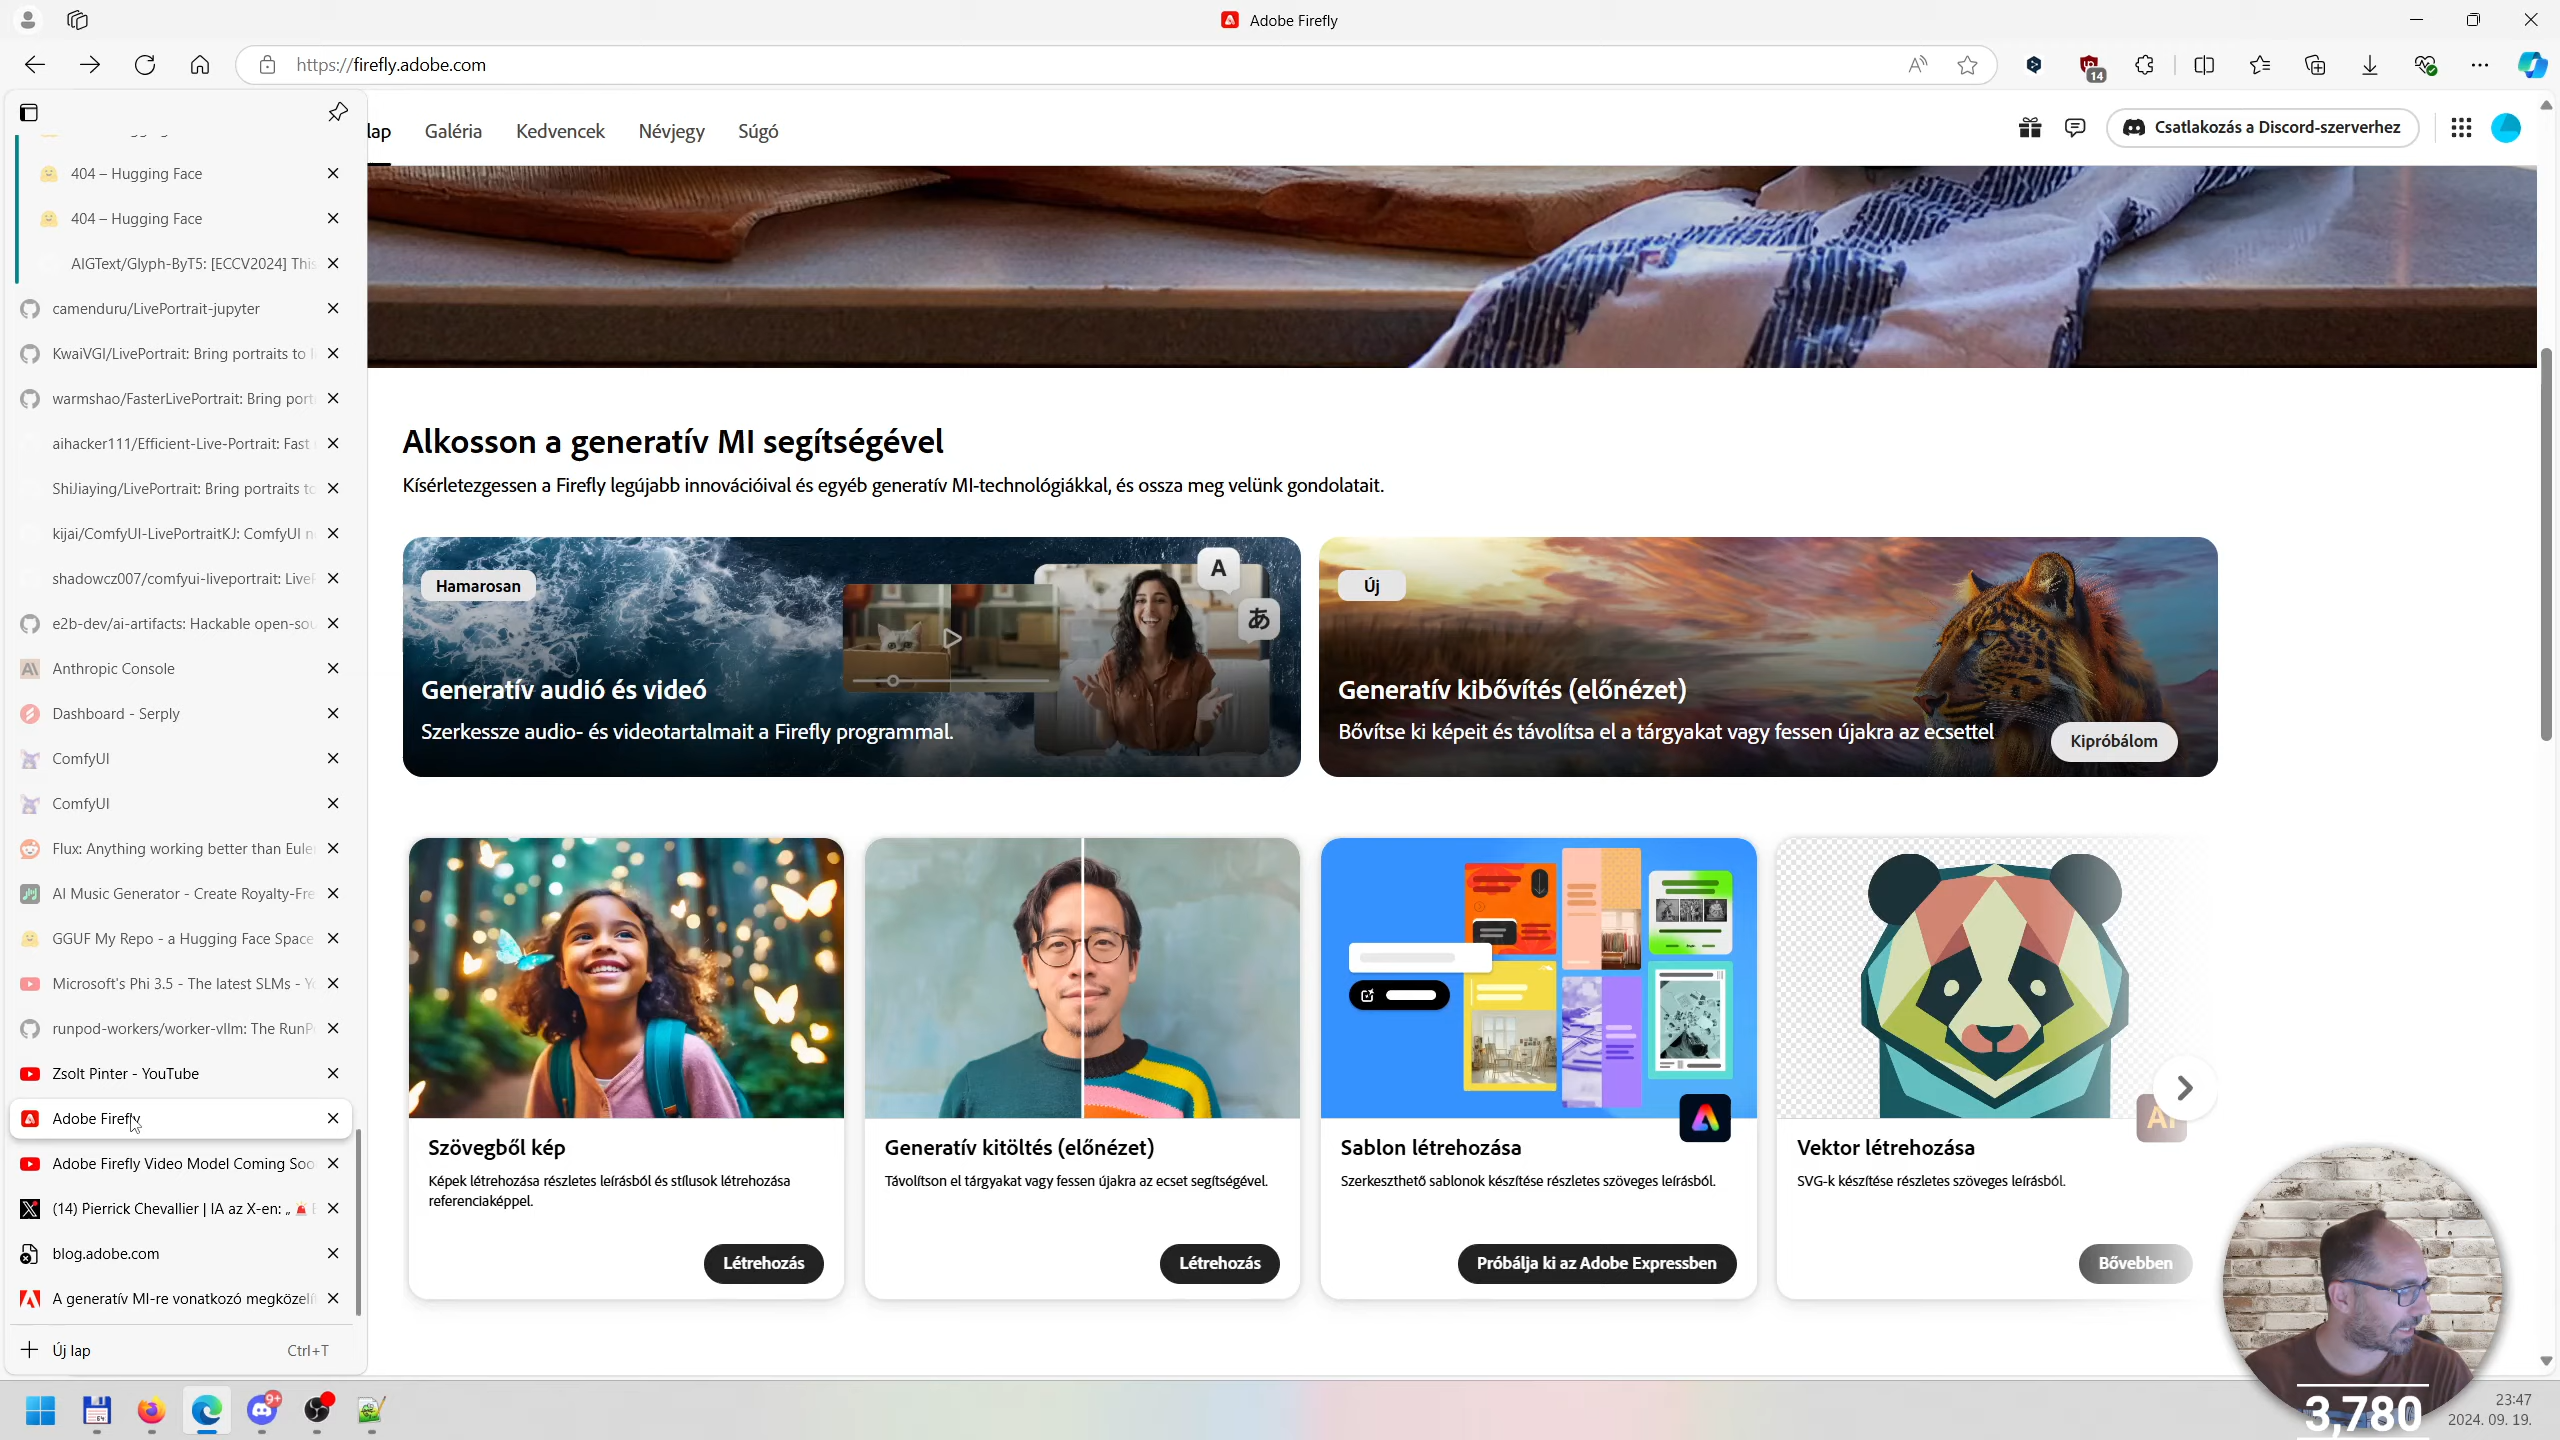 Adobe Firefly
https://firefly.adobe.com
14
lap
Galéria
Kedvencek
Névjegy
Súgó
Csatlakozás a Discord-szerverhez
404 – Hugging Face
404 – Hugging Face
AIGText/Glyph-ByT5: [ECCV2024] This
camenduru/LivePortrait-jupyter
KwaiVGI/LivePortrait: Bring portraits to
warmshao/FasterLivePortrait: Bring port
aihacker111/Efficient-Live-Portrait: Fast
ShiJiaying/LivePortrait: Bring portraits to
kijai/ComfyUI-LivePortraitKJ: ComfyUI n
shadowcz007/comfyui-liveportrait: LiveP
e2b-dev/ai-artifacts: Hackable open-sou
Anthropic Console
Dashboard - Serply
ComfyUI
ComfyUI
Flux: Anything working better than Euler
AI Music Generator - Create Royalty-Fre
GGUF My Repo - a Hugging Face Space
Microsoft's Phi 3.5 - The latest SLMs - Yo
runpod-workers/worker-vllm: The RunP
Zsolt Pinter - YouTube
Adobe Firefly
Adobe Firefly Video Model Coming Soo
(14) Pierrick Chevallier | IA az X-en: „ 🚨 B
blog.adobe.com
A generatív MI-re vonatkozó megközelí
Új lap
Ctrl+T
Alkosson a generatív MI segítségével
Kísérletezgessen a Firefly legújabb innovációival és egyéb generatív MI-technológiákkal, és ossza meg velünk gondolatait.
Hamarosan
A
あ
Generatív audió és videó
Szerkessze audio- és videotartalmait a Firefly programmal.
Új
Generatív kibővítés (előnézet)
Bővítse ki képeit és távolítsa el a tárgyakat vagy fessen újakra az ecsettel
Kipróbálom
Szövegből kép
Képek létrehozása részletes leírásból és stílusok létrehozása
referenciaképpel.
Létrehozás
Generatív kitöltés (előnézet)
Távolítson el tárgyakat vagy fessen újakra az ecset segítségével.
Létrehozás
Sablon létrehozása
Szerkeszthető sablonok készítése részletes szöveges leírásból.
Próbálja ki az Adobe Expressben
Ai
Vektor létrehozása
SVG-k készítése részletes szöveges leírásból.
Bővebben
64
9+
3,780
23:47
2024. 09. 19.